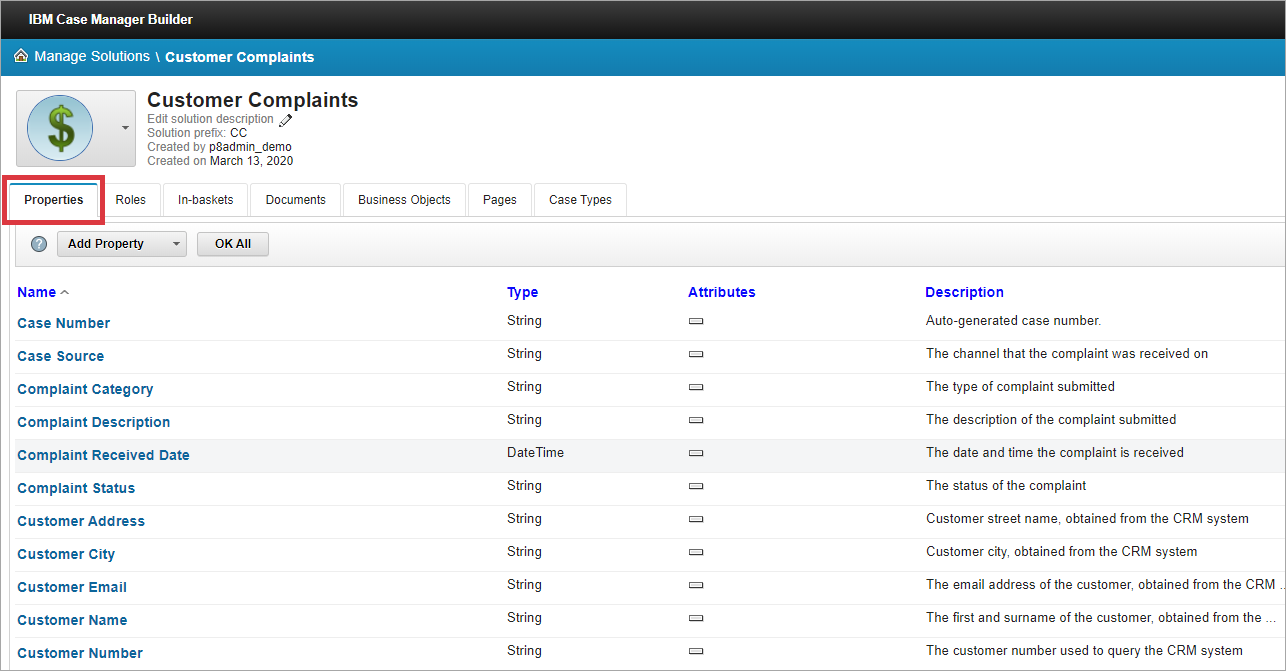 IBM Case Manager Builder
Manage Solutions \ Customer Complaints
Customer Complaints
Edit solution description
Solution prefix: CC
Created by p8admin_demo
Created on March 13, 2020
Properties Roles In-baskets Documents Business Objects Pages Case Types
? Add Property OK All
Name Type Attributes Description
Case Number String Auto-generated case number.
Case Source String The channel that the complaint was received on
Complaint Category String The type of complaint submitted
Complaint Description String The description of the complaint submitted
Complaint Received Date DateTime The date and time the complaint is received
Complaint Status String The status of the complaint
Customer Address String Customer street name, obtained from the CRM system
Customer City String Customer city, obtained from the CRM system
Customer Email String The email address of the customer, obtained from the CRM ...
Customer Name String The first and surname of the customer, obtained from the ...
Customer Number String The customer number used to query the CRM system